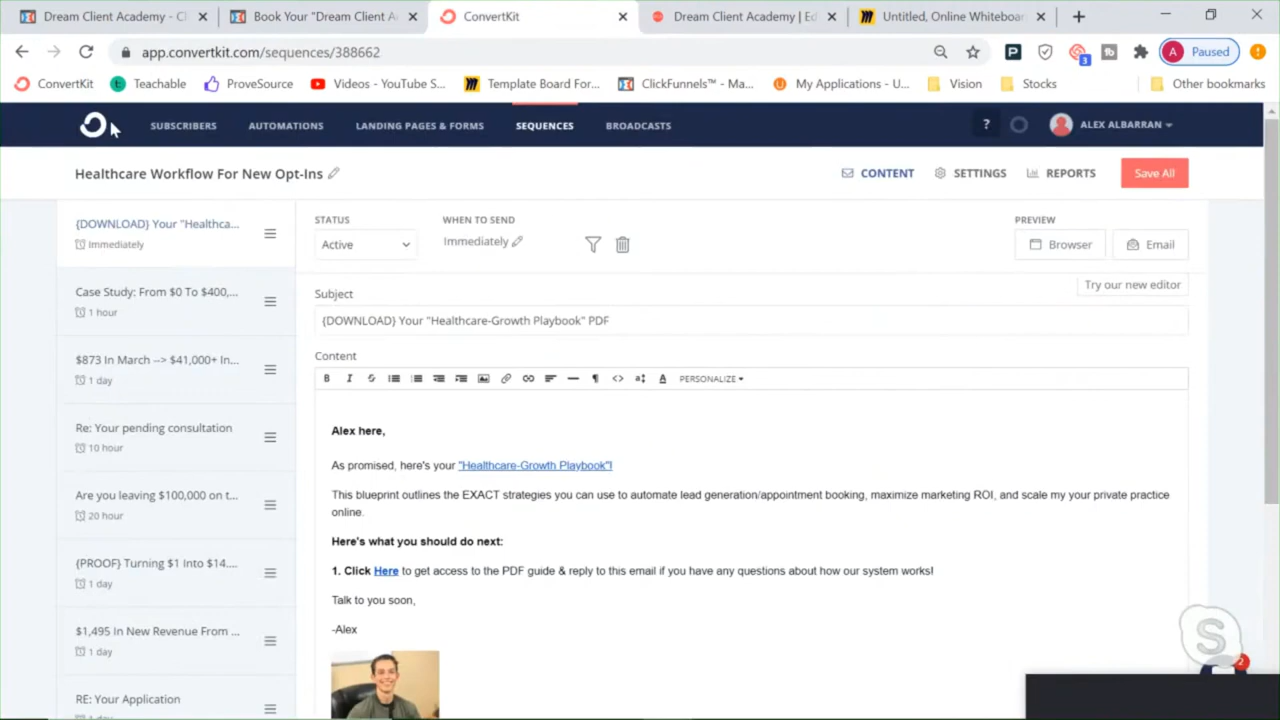 Dream Client Academy - Cl
Book Your "Dream Client A
ConvertKit
Dream Client Academy | Ed
Untitled, Online Whiteboar
app.convertkit.com/sequences/388662
P
3
tb
A Paused
ConvertKit
t Teachable
ProveSource
Videos - YouTube S...
Template Board For...
ClickFunnels™ - Ma...
My Applications - U...
Vision
Stocks
Other bookmarks
SUBSCRIBERS
AUTOMATIONS
LANDING PAGES & FORMS
SEQUENCES
BROADCASTS
?
ALEX ALBARRAN
Healthcare Workflow For New Opt-Ins
CONTENT
SETTINGS
REPORTS
Save All
{DOWNLOAD} Your "Healthca...
Immediately
Case Study: From $0 To $400,...
1 hour
$873 In March --> $41,000+ In...
1 day
Re: Your pending consultation
10 hour
Are you leaving $100,000 on t...
20 hour
{PROOF} Turning $1 Into $14....
1 day
$1,495 In New Revenue From ...
1 day
RE: Your Application
STATUS
Active
WHEN TO SEND
Immediately
PREVIEW
Browser
Email
Try our new editor
Subject
{DOWNLOAD} Your "Healthcare-Growth Playbook" PDF
Content
B I S PERSONALIZE
Alex here,
As promised, here's your "Healthcare-Growth Playbook"!
This blueprint outlines the EXACT strategies you can use to automate lead generation/appointment booking, maximize marketing ROI, and scale my your private practice
online.
Here's what you should do next:
1. Click Here to get access to the PDF guide & reply to this email if you have any questions about how our system works!
Talk to you soon,
-Alex
S
2